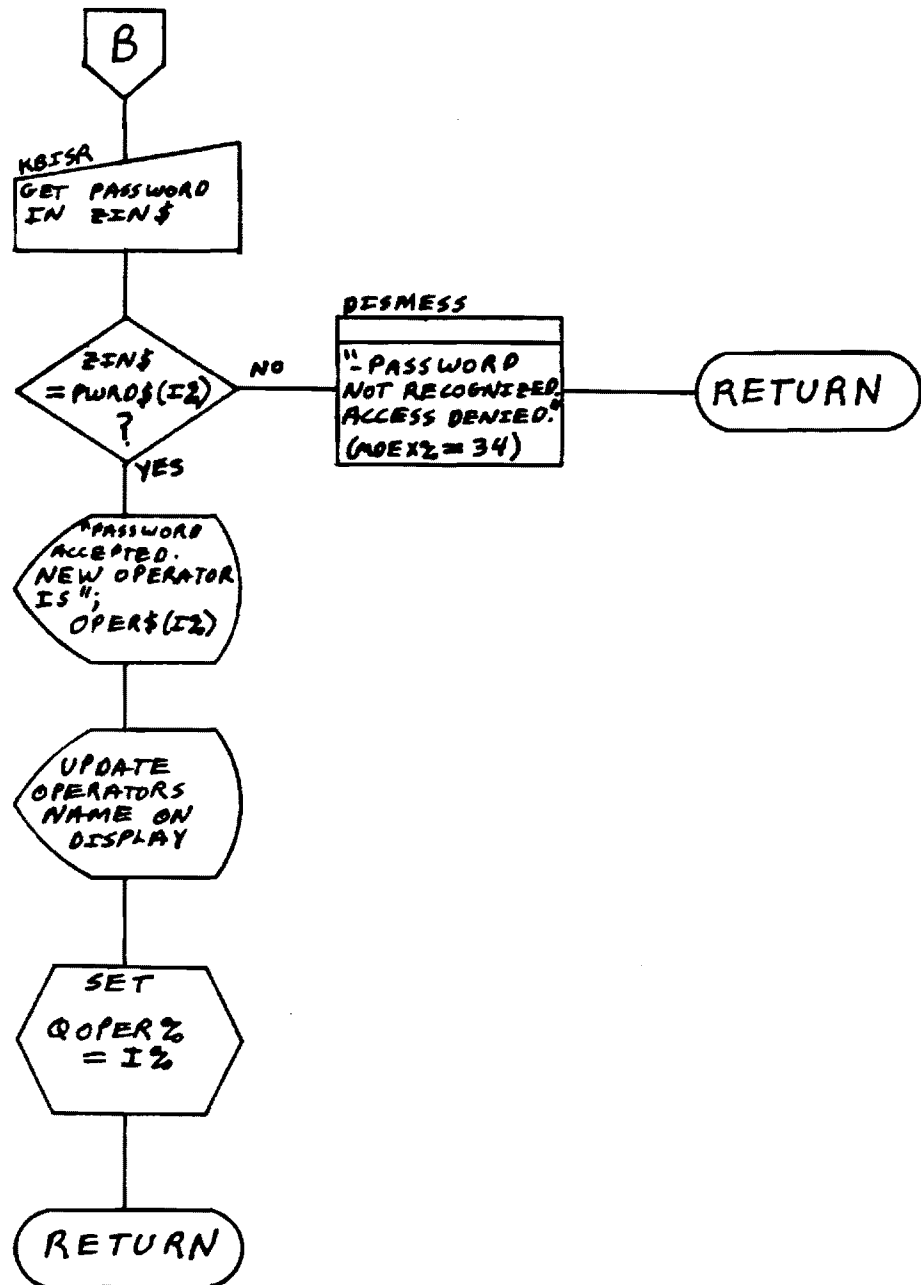 B
KBISR
GET PASSWORD
IN ZIN$
ZIN$
= PWRD$(I%)
?
NO
YES
DISMESS
"-PASSWORD
NOT RECOGNIZED.
ACCESS DENIED."
(MOEX% = 34)
RETURN
"PASSWORD
ACCEPTED.
NEW OPERATOR
IS";
OPER$(I%)
UPDATE
OPERATORS
NAME ON
DISPLAY
SET
QOPER%
= I%
RETURN